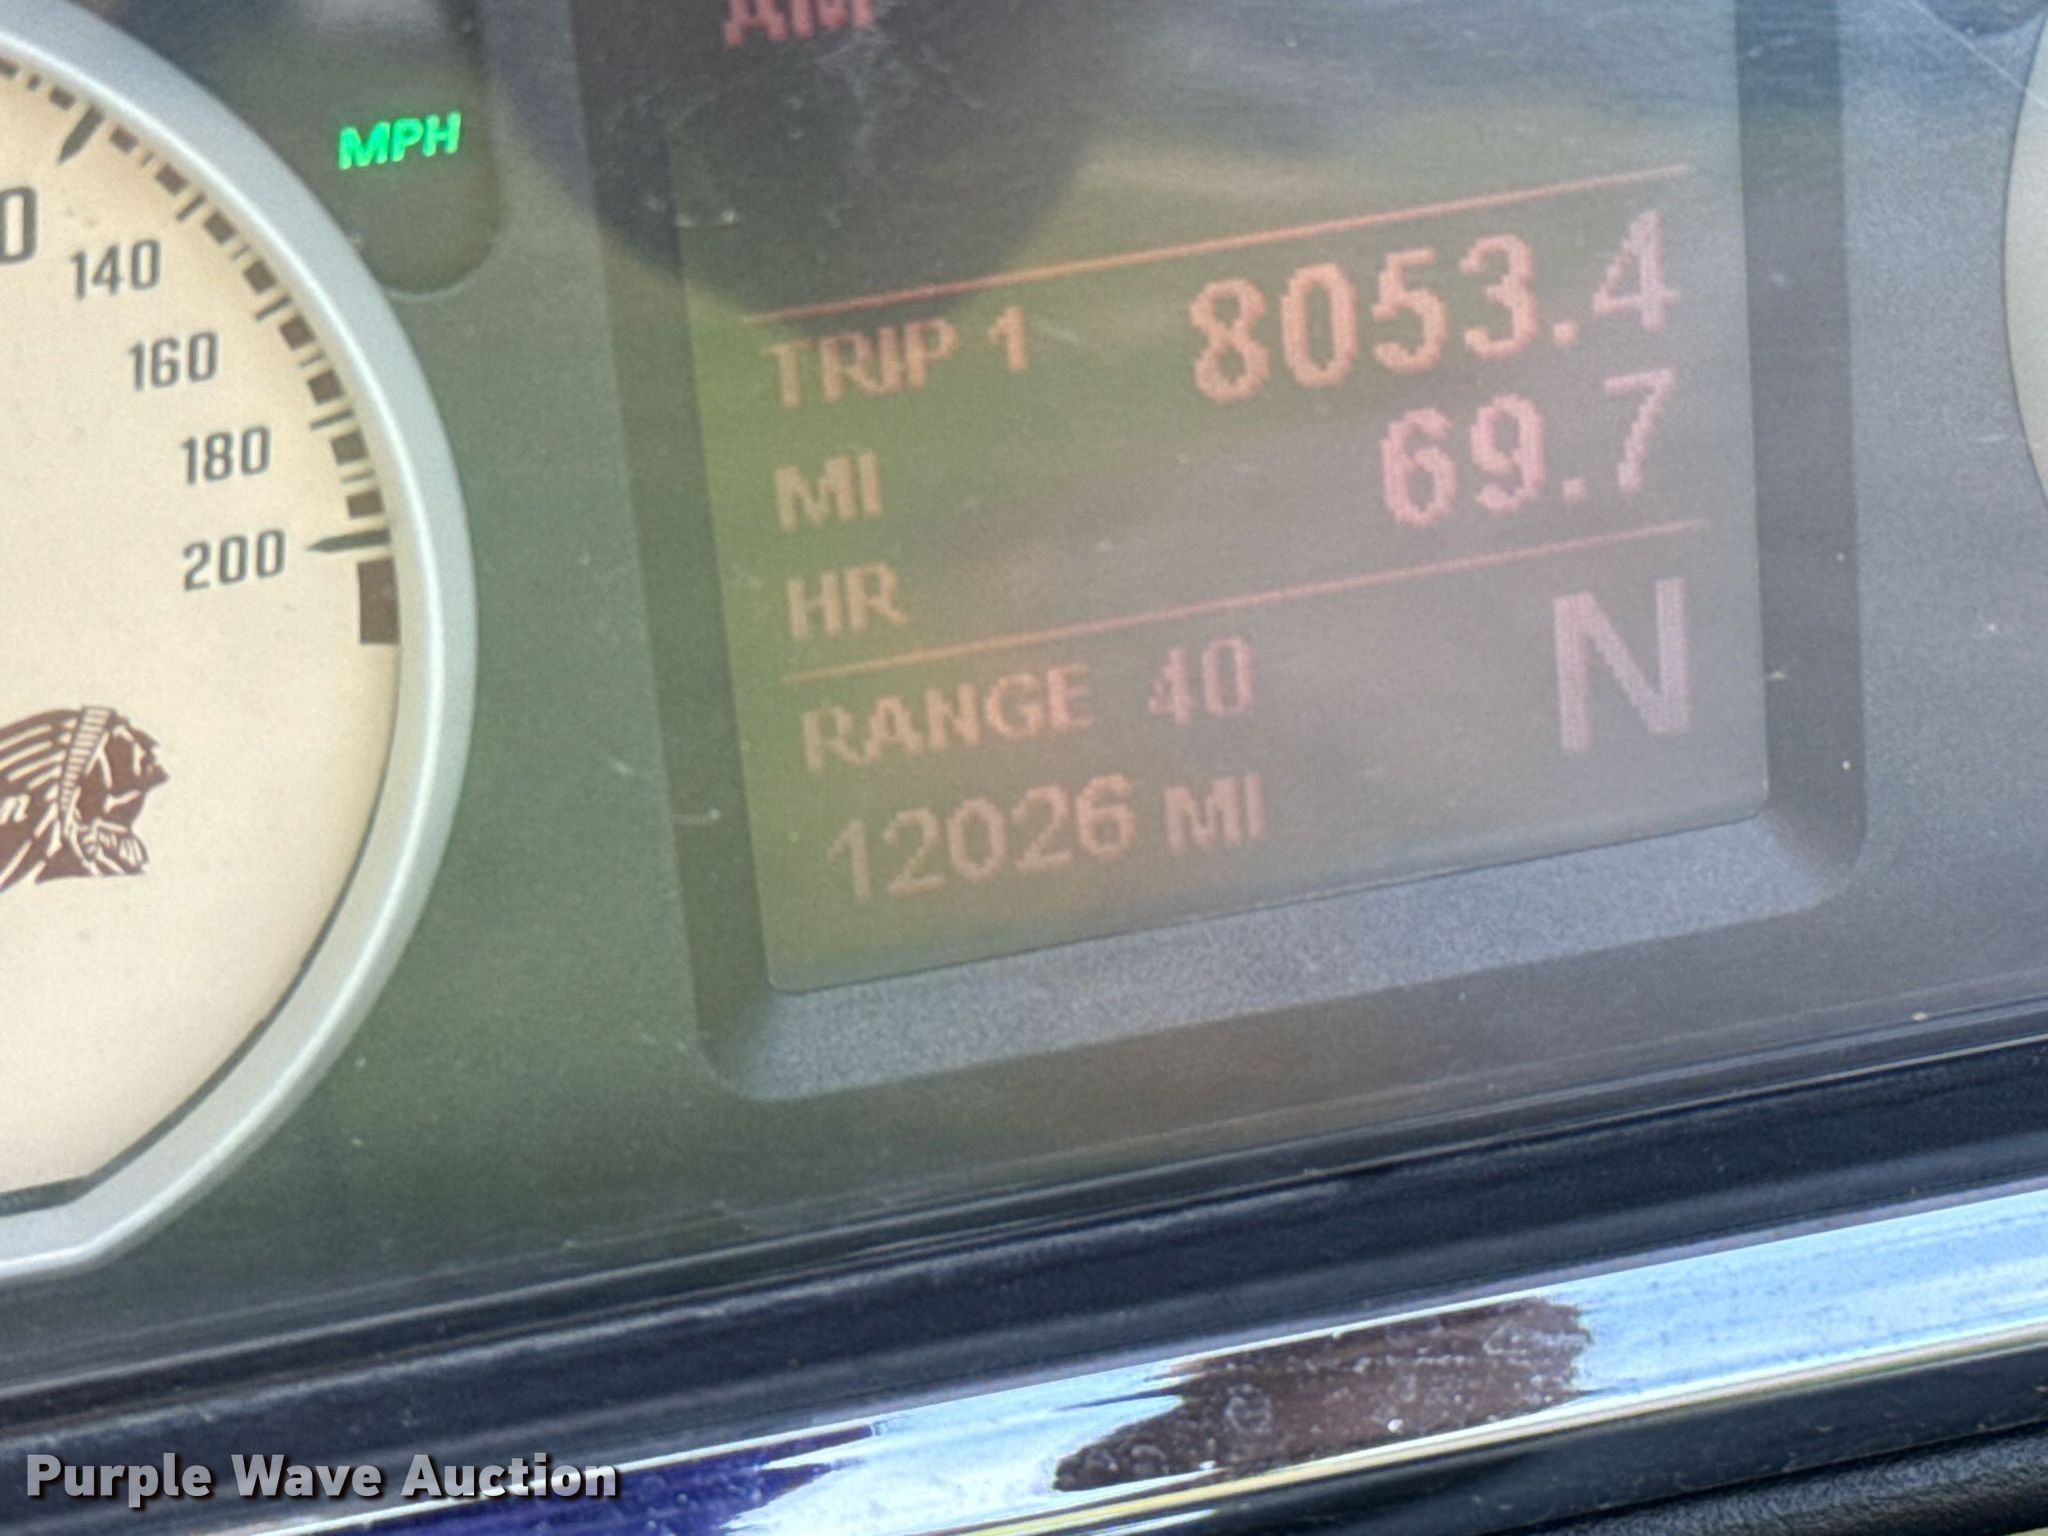 AM
MPH
140
160
180
200
TRIP 1 8053.4
MI 69.7
HR
RANGE 40 N
12026 MI
Purple Wave Auction